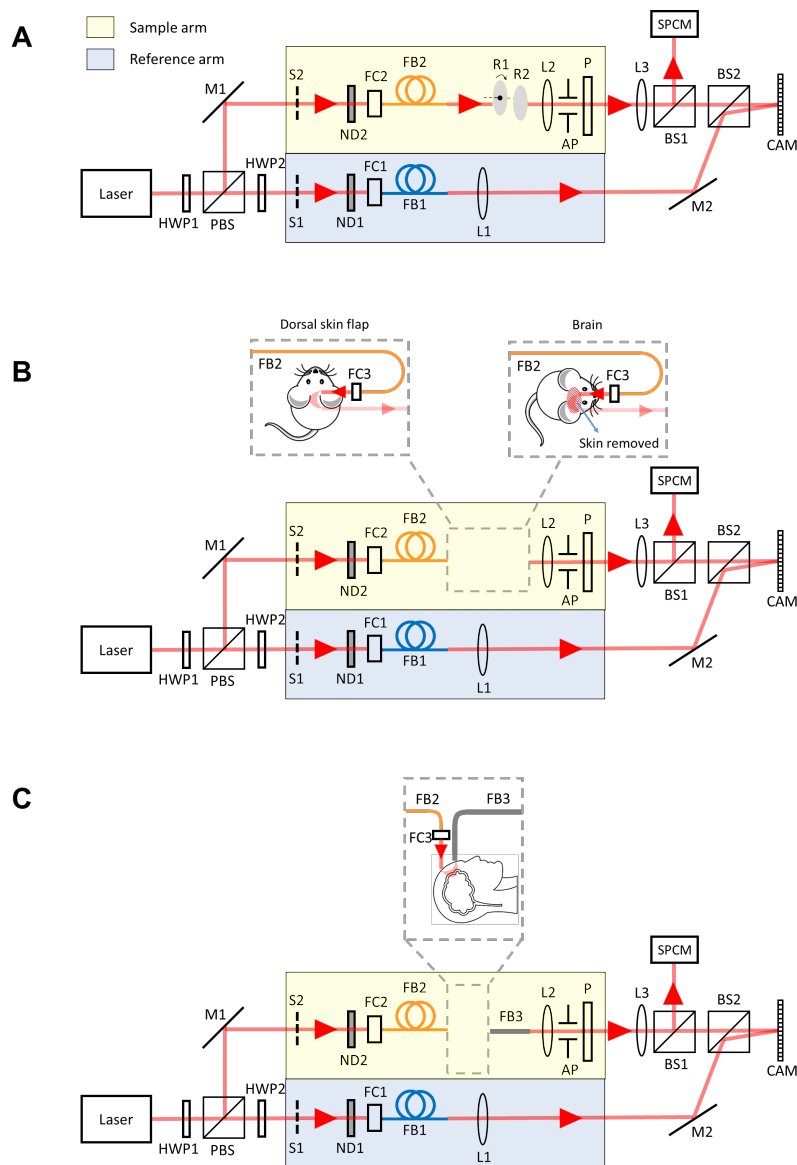 A
Sample arm
Reference arm
SPCM
M1
S2
FC2
FB2
R1
R2
L2
P
L3
BS2
ND2
AP
BS1
CAM
Laser
HWP1
PBS
HWP2
S1
FC1
ND1
FB1
L1
M2
B
Dorsal skin flap
Brain
FB2
FC3
FB2
FC3
Skin removed
SPCM
M1
S2
FC2
FB2
L2
P
L3
BS2
ND2
AP
BS1
CAM
Laser
HWP1
PBS
HWP2
S1
FC1
ND1
FB1
L1
M2
C
FB2
FB3
FC3
SPCM
M1
S2
FC2
FB2
FB3
L2
P
L3
BS2
ND2
AP
BS1
CAM
Laser
HWP1
PBS
HWP2
S1
FC1
ND1
FB1
L1
M2